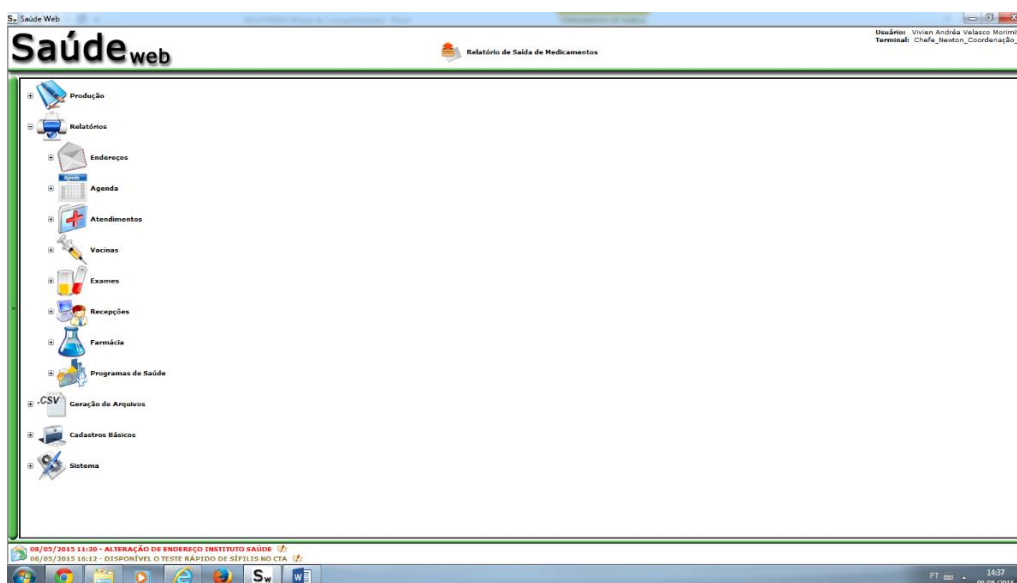 Saúde Web
Saúdeweb
Relatório de Saída de Medicamentos
Usuário: Vivien Andréa Velasco Morimi
Terminal: Chefe_Newton_Coordenação_
Produção
Relatórios
Endereços
Agenda
Agenda
Atendimentos
Vacinas
Exames
Recepções
Farmácia
Programas de Saúde
.CSV Geração de Arquivos
Cadastros Básicos
Sistema
08/05/2015 11:30 - ALTERAÇÃO DE ENDEREÇO INSTITUTO SAÚDE
06/05/2015 16:12 - DISPONÍVEL O TESTE RÁPIDO DE SÍFILIS NO CTA
PT
14:37